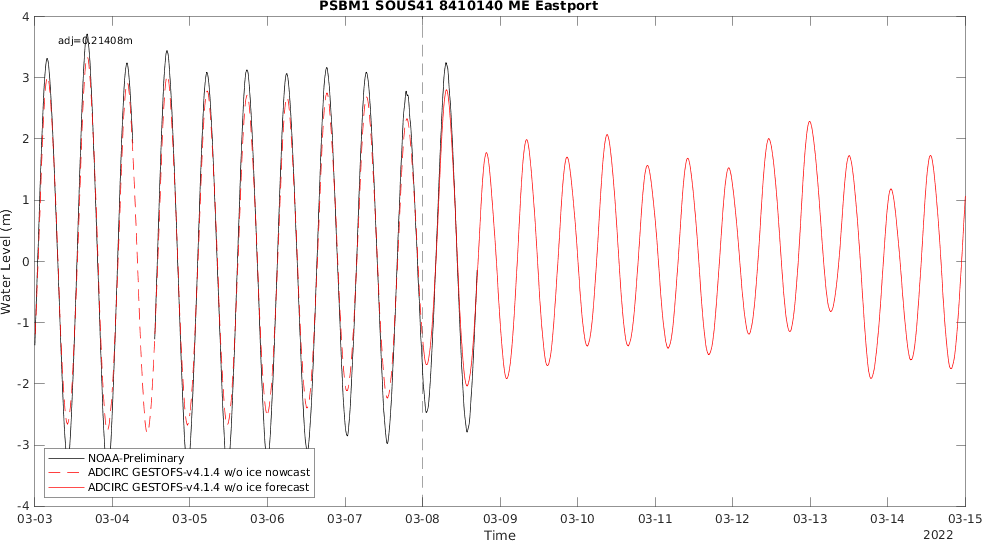 PSBM1 SOUS41 8410140 ME Eastport
adj=0.21408m
4
3
2
1
0
-1
-2
-3
-4
Water Level (m)
NOAA-Preliminary
ADCIRC GESTOFS-v4.1.4 w/o ice nowcast
ADCIRC GESTOFS-v4.1.4 w/o ice forecast
03-03 03-04 03-05 03-06 03-07 03-08 03-09 03-10 03-11 03-12 03-13 03-14 03-15
Time
2022